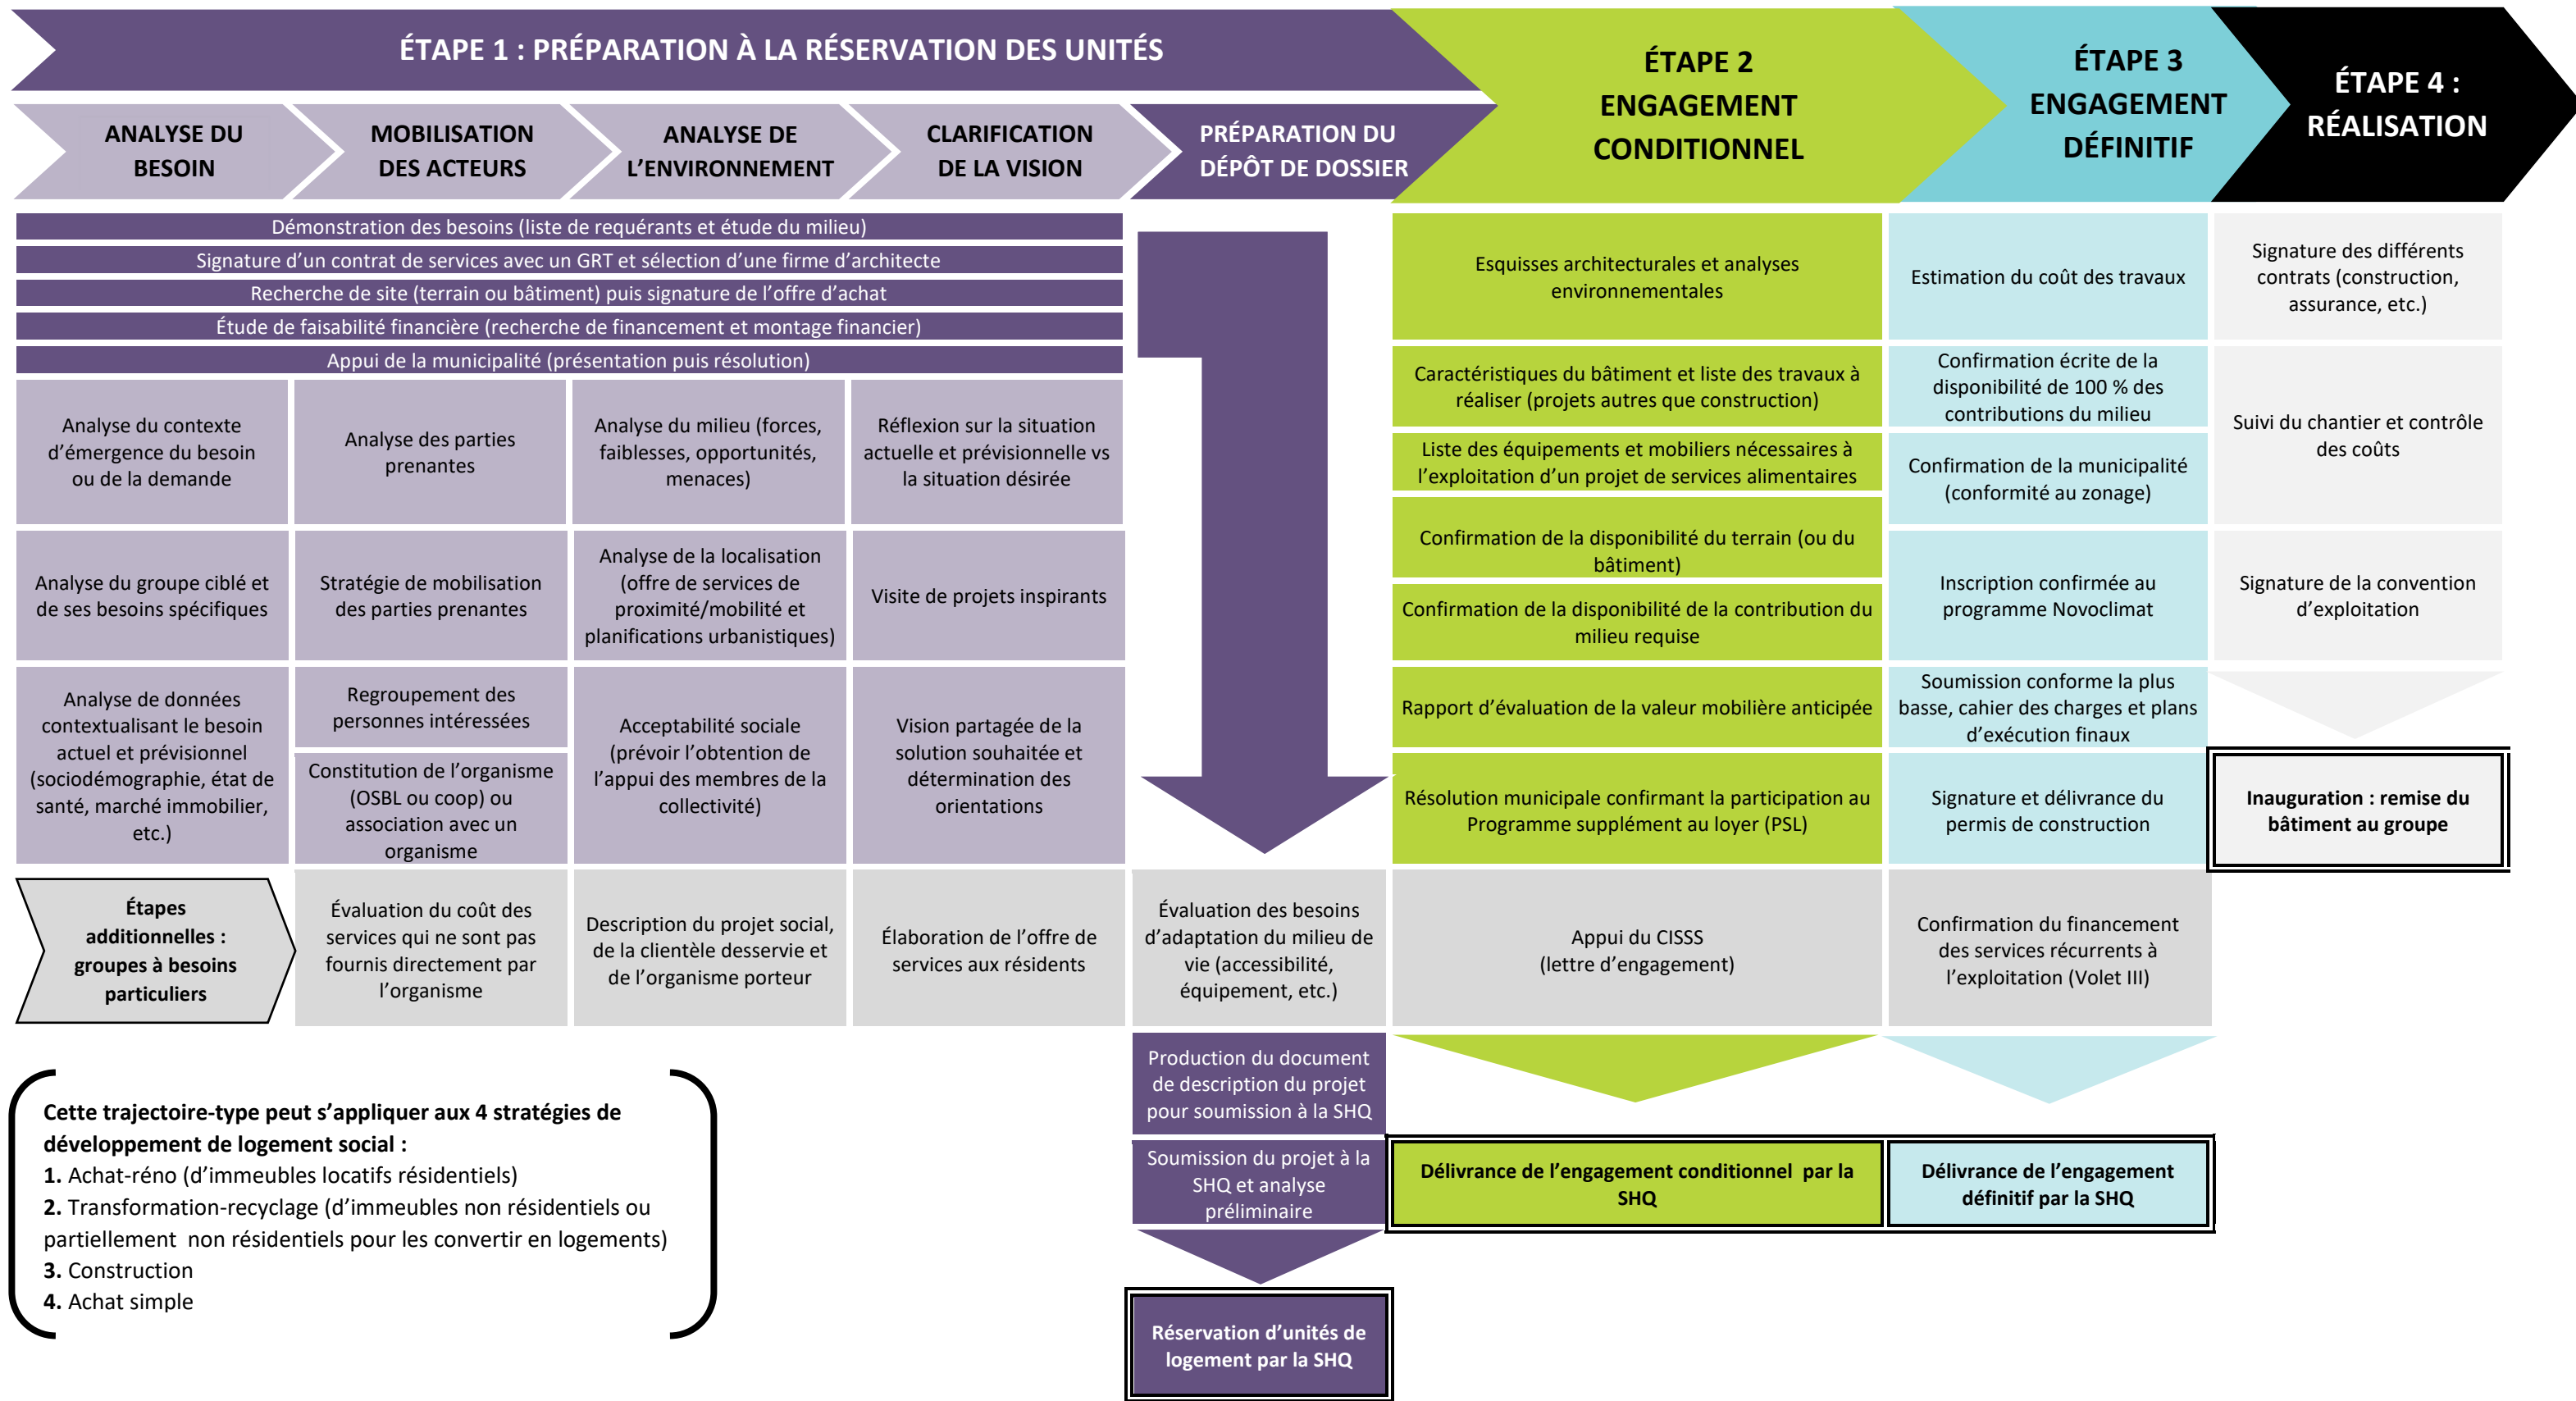 ÉTAPE 1 : PRÉPARATION À LA RÉSERVATION DES UNITÉS
ANALYSE DU
BESOIN
MOBILISATION
DES ACTEURS
ANALYSE DE
L’ENVIRONNEMENT
CLARIFICATION
DE LA VISION
PRÉPARATION DU
DÉPÔT DE DOSSIER
ÉTAPE 2
ENGAGEMENT
CONDITIONNEL
ÉTAPE 3
ENGAGEMENT
DÉFINITIF
ÉTAPE 4 :
RÉALISATION
Démonstration des besoins (liste de requérants et étude du milieu)
Signature d’un contrat de services avec un GRT et sélection d’une firme d’architecte
Recherche de site (terrain ou bâtiment) puis signature de l’offre d’achat
Étude de faisabilité financière (recherche de financement et montage financier)
Appui de la municipalité (présentation puis résolution)
Analyse du contexte
d’émergence du besoin
ou de la demande
Analyse du groupe ciblé et
de ses besoins spécifiques
Analyse de données
contextualisant le besoin
actuel et prévisionnel
(sociodémographie, état de
santé, marché immobilier,
etc.)
Analyse des parties
prenantes
Stratégie de mobilisation
des parties prenantes
Regroupement des
personnes intéressées
Constitution de l’organisme
(OSBL ou coop) ou
association avec un
organisme
Analyse du milieu (forces,
faiblesses, opportunités,
menaces)
Analyse de la localisation
(offre de services de
proximité/mobilité et
planifications urbanistiques)
Acceptabilité sociale
(prévoir l’obtention de
l’appui des membres de la
collectivité)
Réflexion sur la situation
actuelle et prévisionnelle vs
la situation désirée
Visite de projets inspirants
Vision partagée de la
solution souhaitée et
détermination des
orientations
Esquisses architecturales et analyses
environnementales
Caractéristiques du bâtiment et liste des travaux à
réaliser (projets autres que construction)
Liste des équipements et mobiliers nécessaires à
l’exploitation d’un projet de services alimentaires
Confirmation de la disponibilité du terrain (ou du
bâtiment)
Confirmation de la disponibilité de la contribution du
milieu requise
Rapport d’évaluation de la valeur mobilière anticipée
Résolution municipale confirmant la participation au
Programme supplément au loyer (PSL)
Estimation du coût des travaux
Confirmation écrite de la
disponibilité de 100 % des
contributions du milieu
Confirmation de la municipalité
(conformité au zonage)
Inscription confirmée au
programme Novoclimat
Soumission conforme la plus
basse, cahier des charges et plans
d’exécution finaux
Signature et délivrance du
permis de construction
Signature des différents
contrats (construction,
assurance, etc.)
Suivi du chantier et contrôle
des coûts
Signature de la convention
d’exploitation
Inauguration : remise du
bâtiment au groupe
Étapes
additionnelles :
groupes à besoins
particuliers
Évaluation du coût des
services qui ne sont pas
fournis directement par
l’organisme
Description du projet social,
de la clientèle desservie et
de l’organisme porteur
Élaboration de l’offre de
services aux résidents
Évaluation des besoins
d’adaptation du milieu de
vie (accessibilité,
équipement, etc.)
Appui du CISSS
(lettre d’engagement)
Confirmation du financement
des services récurrents à
l’exploitation (Volet III)
Production du document
de description du projet
pour soumission à la SHQ
Soumission du projet à la
SHQ et analyse
préliminaire
Réservation d’unités de
logement par la SHQ
Délivrance de l’engagement conditionnel  par la
SHQ
Délivrance de l’engagement
définitif par la SHQ
Cette trajectoire-type peut s’appliquer aux 4 stratégies de
développement de logement social :
1. Achat-réno (d’immeubles locatifs résidentiels)
2. Transformation-recyclage (d’immeubles non résidentiels ou
partiellement  non résidentiels pour les convertir en logements)
3. Construction
4. Achat simple